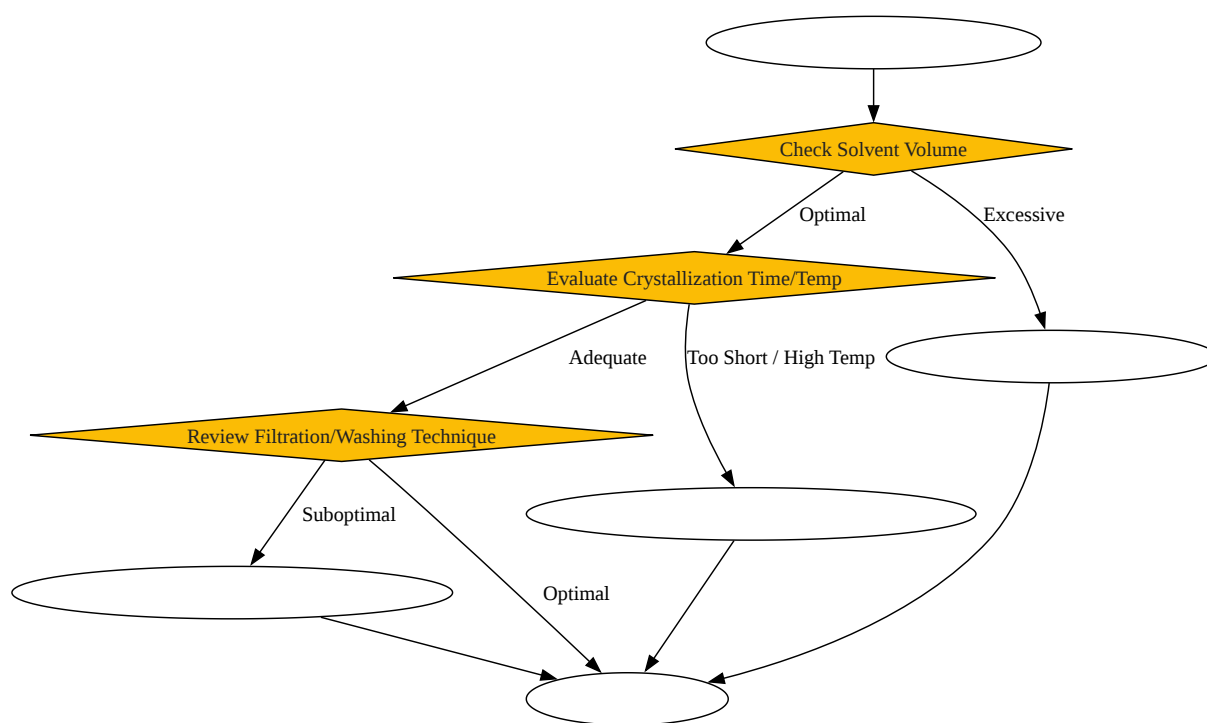 Check Solvent Volume
Optimal
Excessive
Evaluate Crystallization Time/Temp
Adequate
Too Short / High Temp
Review Filtration/Washing Technique
Suboptimal
Optimal